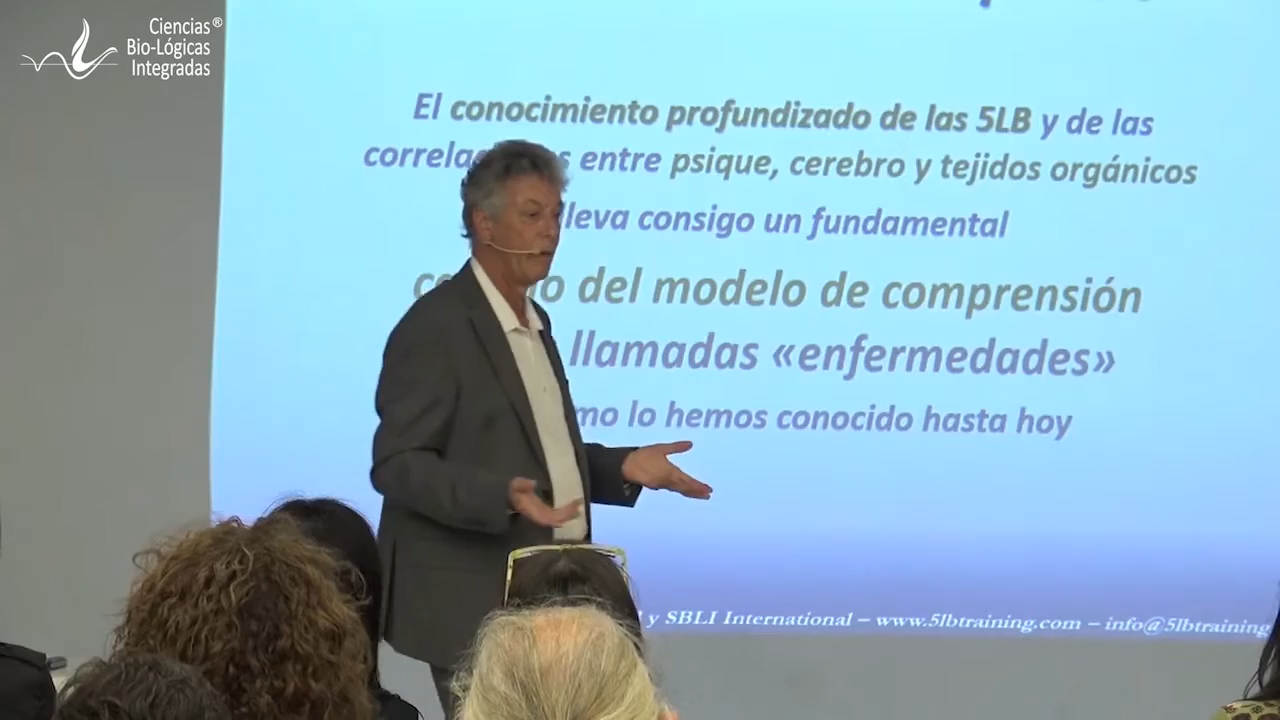 Ciencias®
Bio-Lógicas
Integradas
El conocimiento profundizado de las 5LB y de las
entre psique, cerebro y tejidos orgánicos
lleva consigo un fundamental
del modelo de comprensión
llamadas «enfermedades»
lo hemos conocido hasta hoy
y SBLI International – www.5lbtraining.com – info@5lbtraining